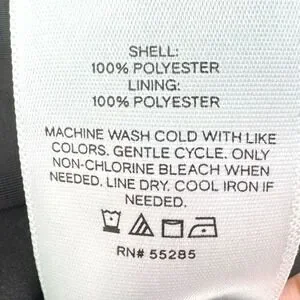 SHELL:
100% POLYESTER
LINING:
100% POLYESTER
MACHINE WASH COLD WITH LIKE
COLORS. GENTLE CYCLE. ONLY
NON-CHLORINE BLEACH WHEN
NEEDED. LINE DRY. COOL IRON IF
NEEDED.
RN# 55285